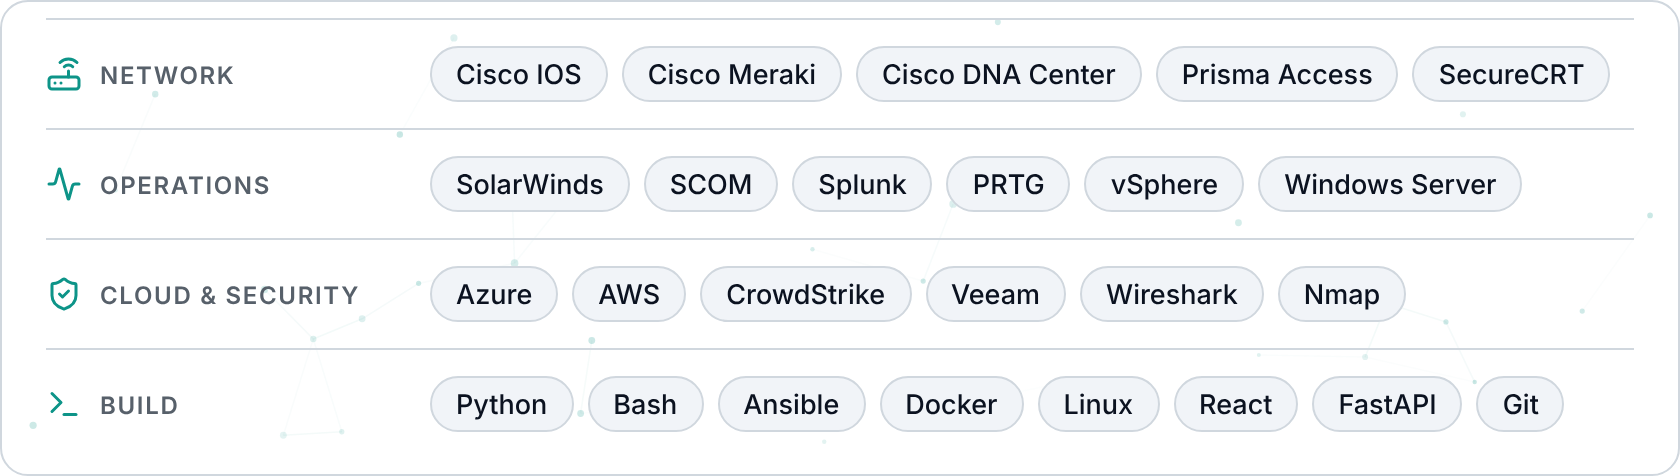 NETWORK Cisco IOS Cisco Meraki Cisco DNA Center Prisma Access SecureCRT
OPERATIONS SolarWinds SCOM Splunk PRTG vSphere Windows Server
CLOUD & SECURITY Azure AWS CrowdStrike Veeam Wireshark Nmap
BUILD Python Bash Ansible Docker Linux React FastAPI Git